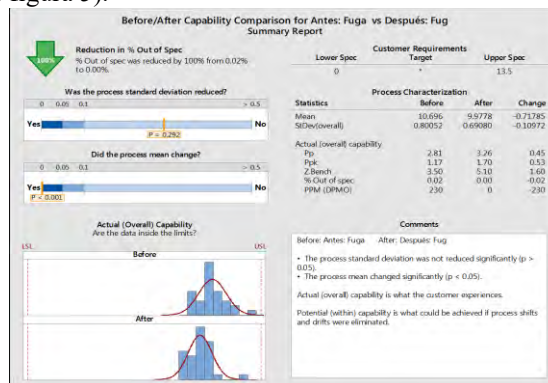 figura 3).
Before/After Capability Comparison for Antes: Fuga vs Después: Fug
Summary Report
Reduction in % Out of Spec
100%
% Out of spec was reduced by 100% from 0.02%
to 0.00%.
Was the process standard deviation reduced?
0 0.05 0.1 > 0.5
Yes No
P = 0.292
Did the process mean change?
0 0.05 0.1 > 0.5
Yes No
P < 0.001
Customer Requirements
Lower Spec Target Upper Spec
0 * 13.5
Process Characterization
Statistics Before After Change
Mean 10.696 9.9778 -0.71785
StDev(overall) 0.80052 0.69080 -0.10972
Actual (overall) capability
Pp 2.81 3.26 0.45
Ppk 1.17 1.70 0.53
Z.Bench 3.50 5.10 1.60
% Out of spec 0.02 0.00 -0.02
PPM (DPMO) 230 0 -230
Actual (Overall) Capability
Are the data inside the limits?
LSL USL
Before
After
Comments
Before: Antes: Fuga After: Después: Fug
• The process standard deviation was not reduced significantly (p >
0.05).
• The process mean changed significantly (p < 0.05).
Actual (overall) capability is what the customer experiences.
Potential (within) capability is what could be achieved if process shifts
and drifts were eliminated.